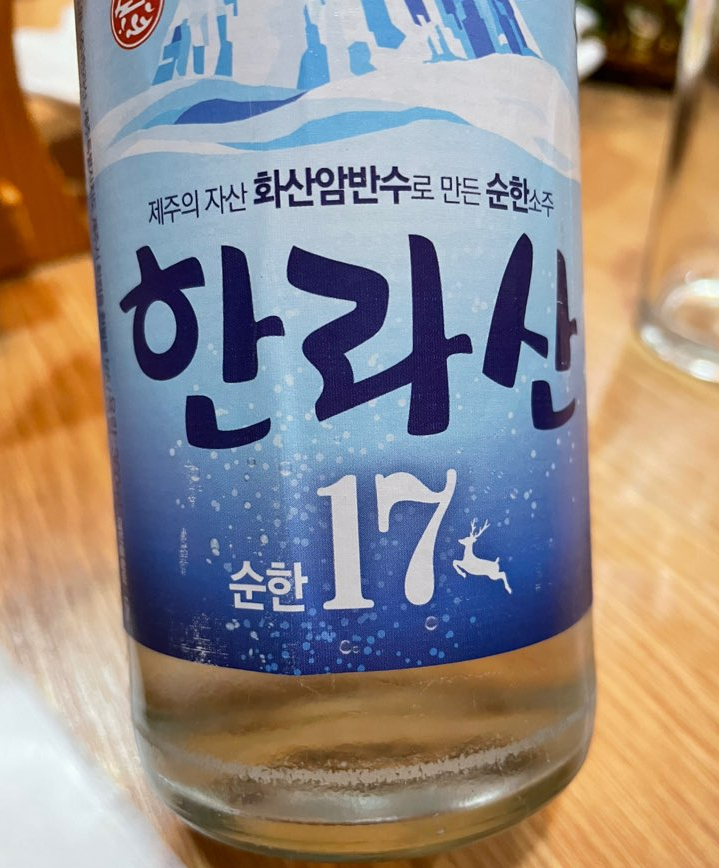 제주의 자산 화산암반수로 만든 순한소주
한라산
순한 17